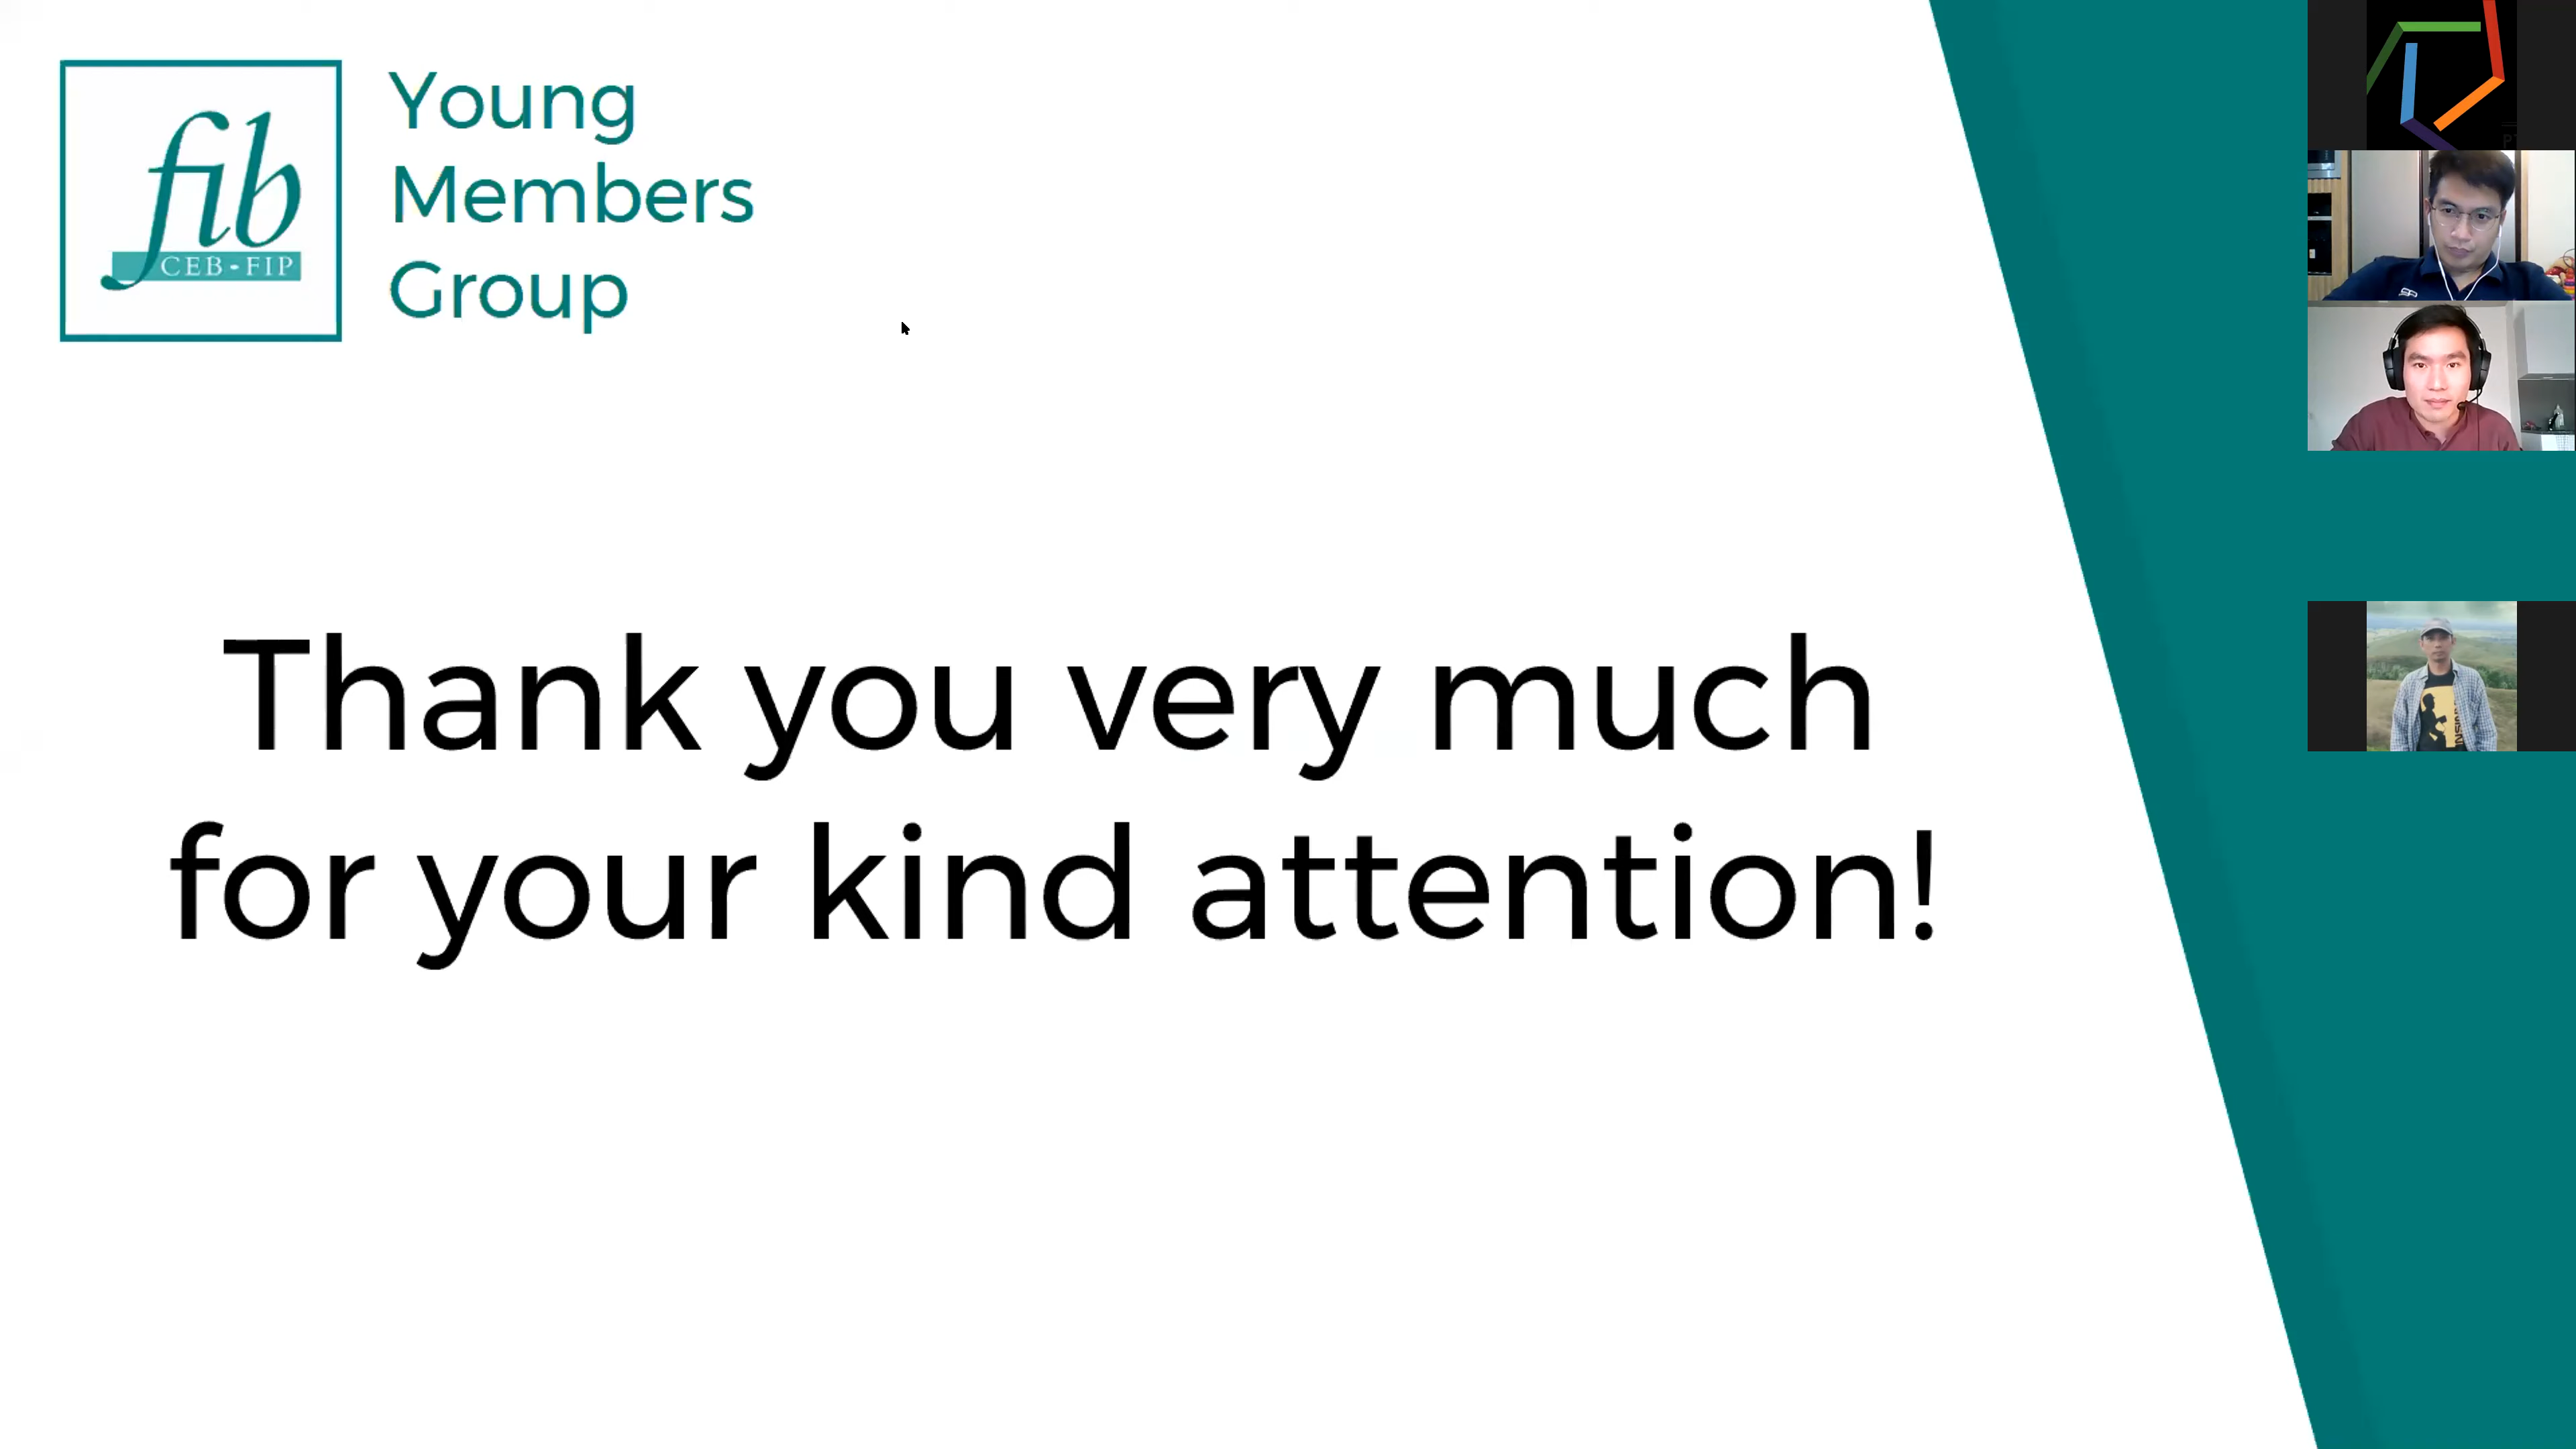 fib
CEB • FIP
Young
Members
Group
Thank you very much
for your kind attention!